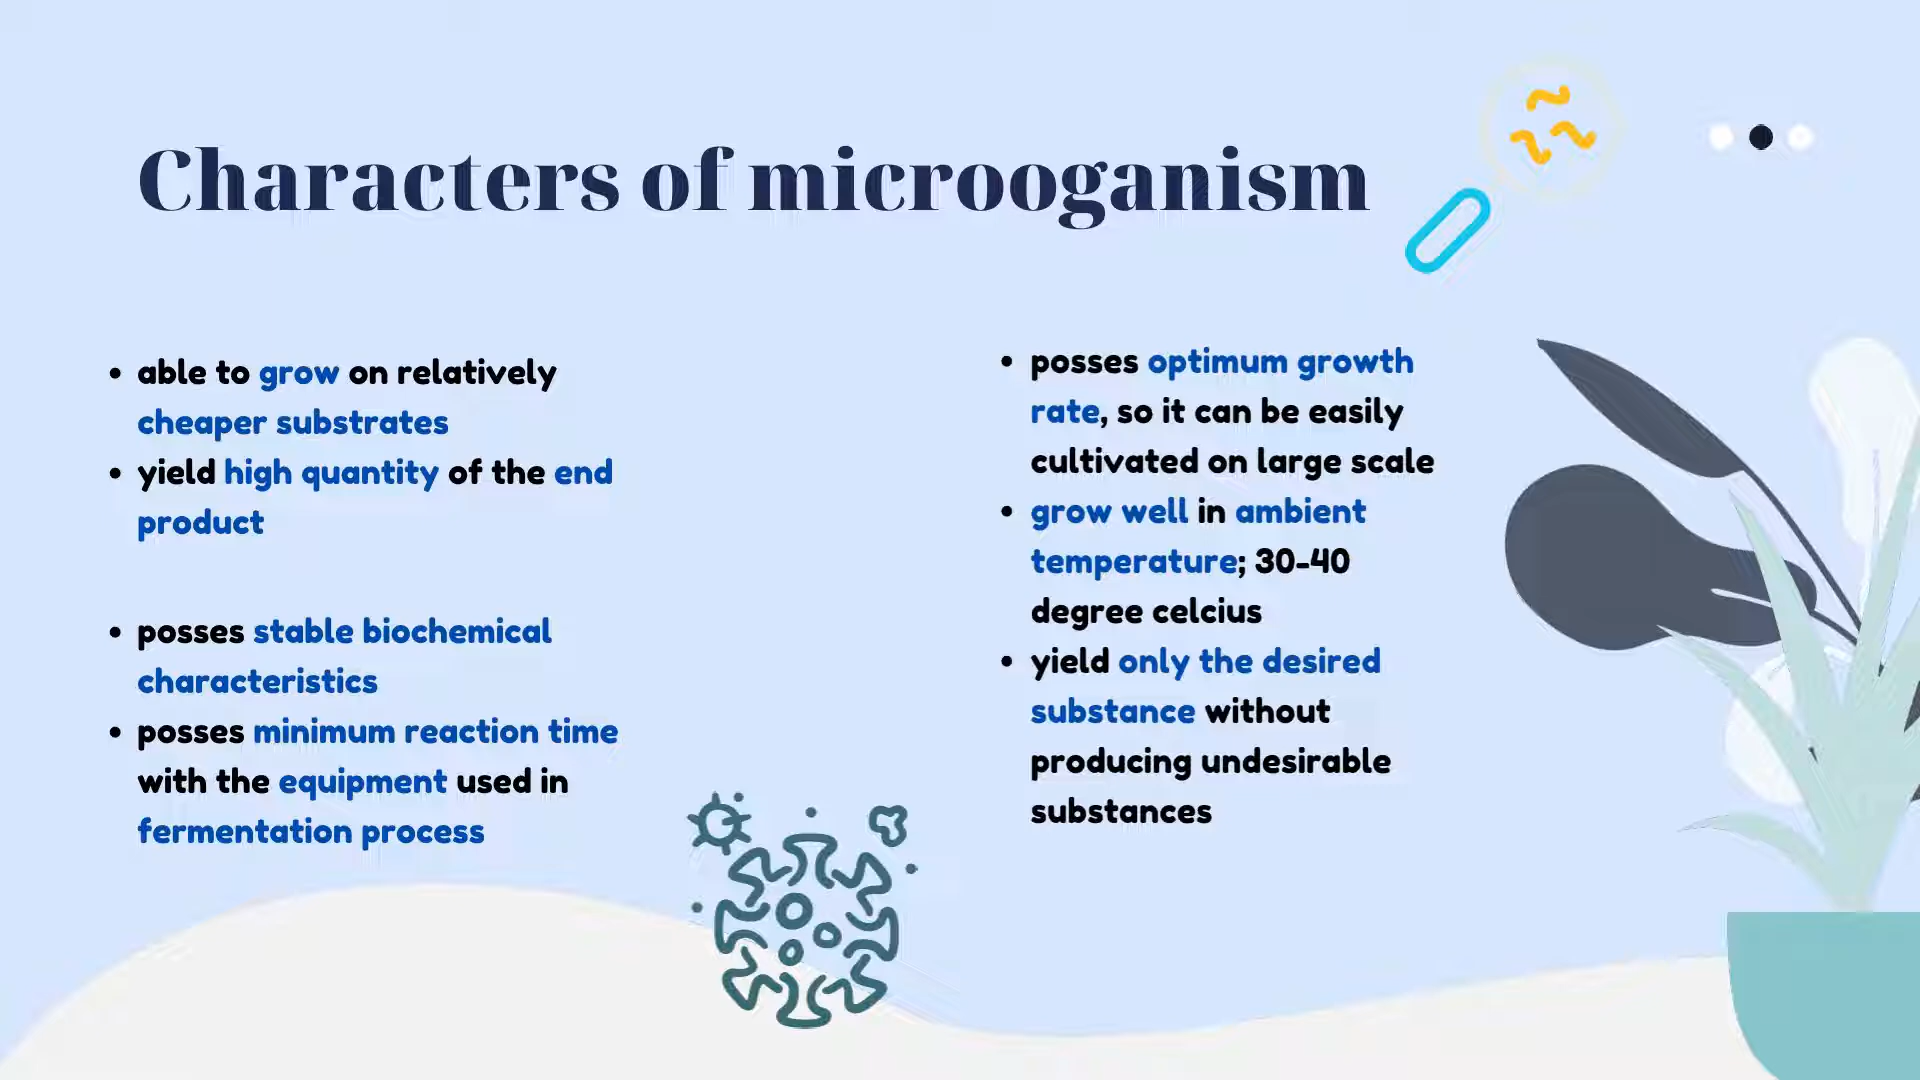 Characters of microoganism
• able to grow on relatively
cheaper substrates
• yield high quantity of the end
product
• posses stable biochemical
characteristics
• posses minimum reaction time
with the equipment used in
fermentation process
• posses optimum growth
rate, so it can be easily
cultivated on large scale
• grow well in ambient
temperature; 30-40
degree celcius
• yield only the desired
substance without
producing undesirable
substances